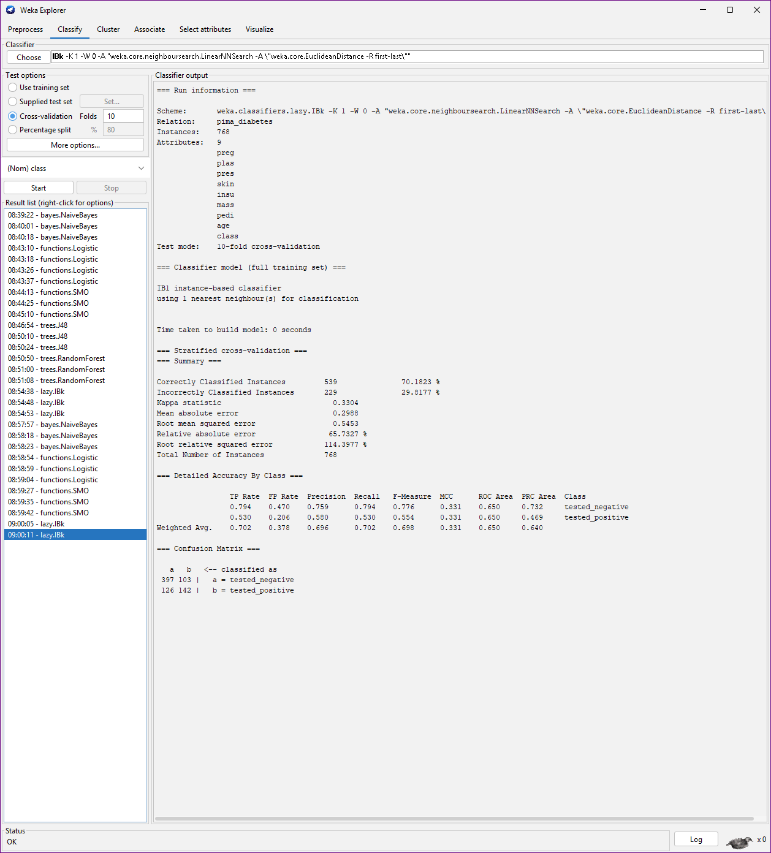 Weka Explorer
Preprocess Classify Cluster Associate Select attributes Visualize
Classifier
Choose IBk -K 1 -W 0 -A "weka.core.neighboursearch.LinearNNSearch -A \"weka.core.EuclideanDistance -R first-last\""
Test options
Use training set
Supplied test set Set...
Cross-validation Folds 10
Percentage split % 80
More options...
(Nom) class
Start Stop
Result list (right-click for options)
08:39:22 - bayes.NaiveBayes
08:40:01 - bayes.NaiveBayes
08:40:18 - bayes.NaiveBayes
08:43:10 - functions.Logistic
08:43:18 - functions.Logistic
08:43:26 - functions.Logistic
08:43:37 - functions.Logistic
08:44:13 - functions.SMO
08:44:25 - functions.SMO
08:45:10 - functions.SMO
08:46:54 - trees.J48
08:50:10 - trees.J48
08:50:24 - trees.J48
08:50:50 - trees.RandomForest
08:51:00 - trees.RandomForest
08:51:08 - trees.RandomForest
08:54:38 - lazy.IBk
08:54:48 - lazy.IBk
08:54:53 - lazy.IBk
08:57:57 - bayes.NaiveBayes
08:58:18 - bayes.NaiveBayes
08:58:23 - bayes.NaiveBayes
08:58:54 - functions.Logistic
08:58:59 - functions.Logistic
08:59:04 - functions.Logistic
08:59:27 - functions.SMO
08:59:35 - functions.SMO
08:59:42 - functions.SMO
09:00:05 - lazy.IBk
09:00:11 - lazy.IBk
Classifier output
=== Run information ===
Scheme: weka.classifiers.lazy.IBk -K 1 -W 0 -A "weka.core.neighboursearch.LinearNNSearch -A \"weka.core.EuclideanDistance -R first-last\
Relation: pima_diabetes
Instances: 768
Attributes: 9
preg
plas
pres
skin
insu
mass
pedi
age
class
Test mode: 10-fold cross-validation
=== Classifier model (full training set) ===
IB1 instance-based classifier
using 1 nearest neighbour(s) for classification
Time taken to build model: 0 seconds
=== Stratified cross-validation ===
=== Summary ===
Correctly Classified Instances 539 70.1823 %
Incorrectly Classified Instances 229 29.8177 %
Kappa statistic 0.3304
Mean absolute error 0.2988
Root mean squared error 0.5453
Relative absolute error 65.7327 %
Root relative squared error 114.3977 %
Total Number of Instances 768
=== Detailed Accuracy By Class ===
TP Rate FP Rate Precision Recall F-Measure MCC ROC Area PRC Area Class
0.794 0.470 0.759 0.794 0.776 0.331 0.650 0.732 tested_negative
0.530 0.206 0.580 0.530 0.554 0.331 0.650 0.469 tested_positive
Weighted Avg. 0.702 0.378 0.696 0.702 0.698 0.331 0.650 0.640
=== Confusion Matrix ===
a b <-- classified as
397 103 | a = tested_negative
126 142 | b = tested_positive
Status
OK
Log x 0